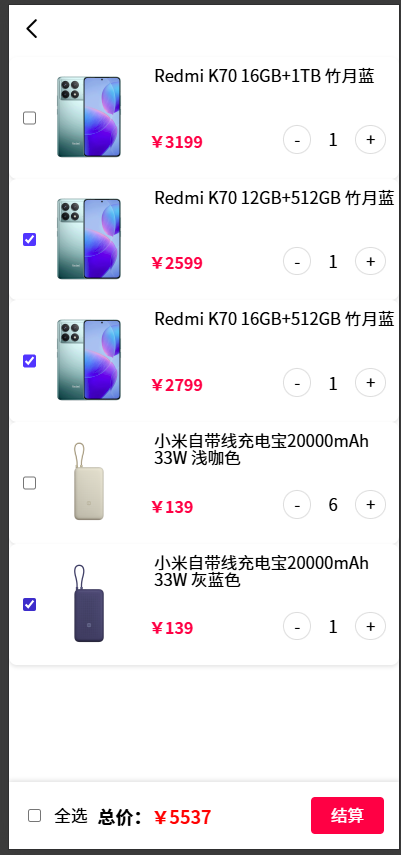 Redmi K70 16GB+1TB 竹月蓝
￥3199 - 1 +
Redmi K70 12GB+512GB 竹月蓝
￥2599 - 1 +
Redmi K70 16GB+512GB 竹月蓝
￥2799 - 1 +
小米自带线充电宝20000mAh
33W 浅咖色
￥139 - 6 +
小米自带线充电宝20000mAh
33W 灰蓝色
￥139 - 1 +
全选 总价：￥5537 结算